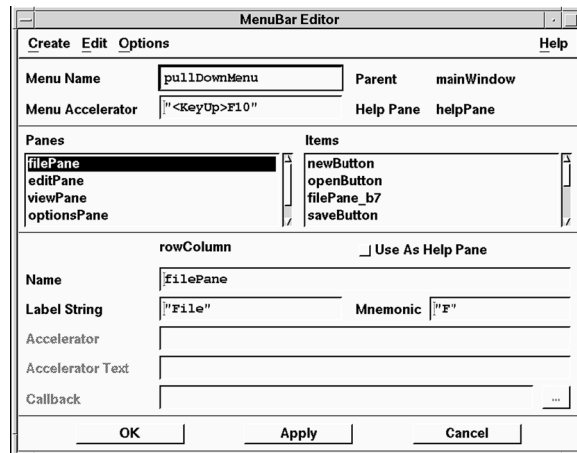 MenuBar Editor
Create Edit Options Help
Menu Name pullDownMenu Parent mainWindow
Menu Accelerator "<KeyUp>F10" Help Pane helpPane
Panes Items
filePane newButton
editPane openButton
viewPane filePane_b7
optionsPane saveButton
rowColumn Use As Help Pane
Name filePane
Label String "File" Mnemonic "F"
Accelerator
Accelerator Text
Callback ...
OK Apply Cancel